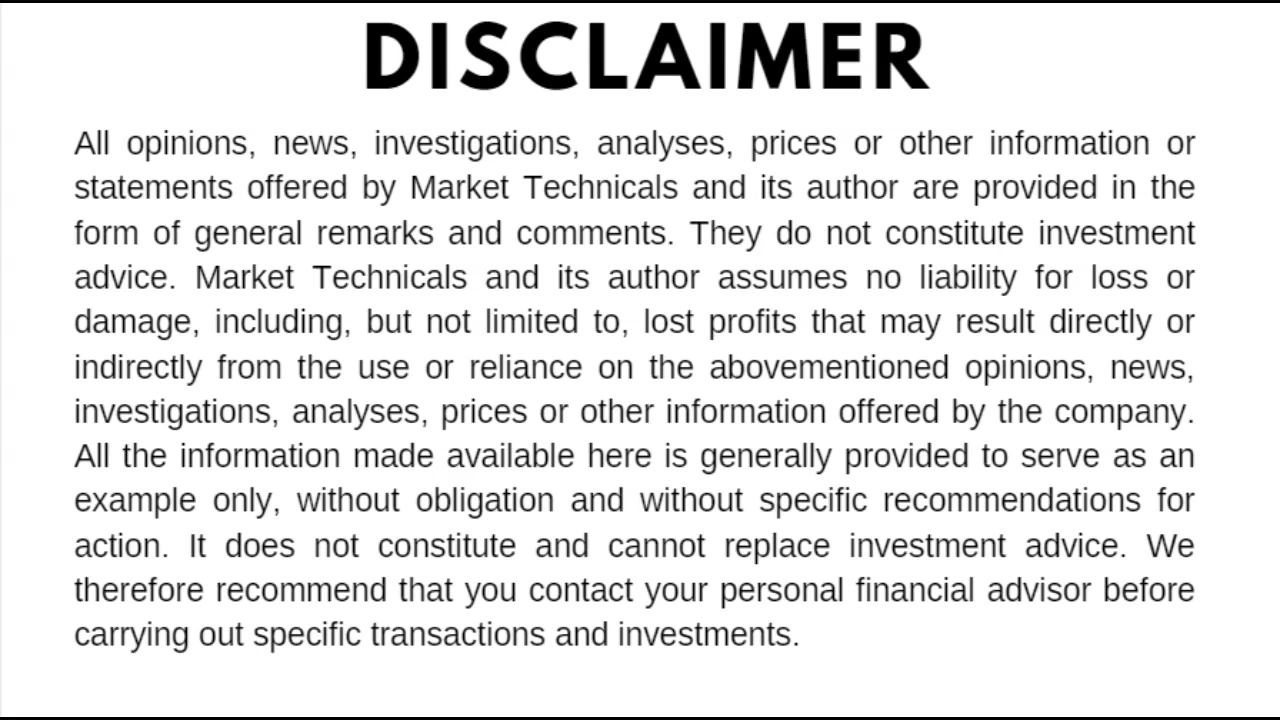 DISCLAIMER
All opinions, news, investigations, analyses, prices or other information or
statements offered by Market Technicals and its author are provided in the
form of general remarks and comments. They do not constitute investment
advice. Market Technicals and its author assumes no liability for loss or
damage, including, but not limited to, lost profits that may result directly or
indirectly from the use or reliance on the abovementioned opinions, news,
investigations, analyses, prices or other information offered by the company.
All the information made available here is generally provided to serve as an
example only, without obligation and without specific recommendations for
action. It does not constitute and cannot replace investment advice. We
therefore recommend that you contact your personal financial advisor before
carrying out specific transactions and investments.